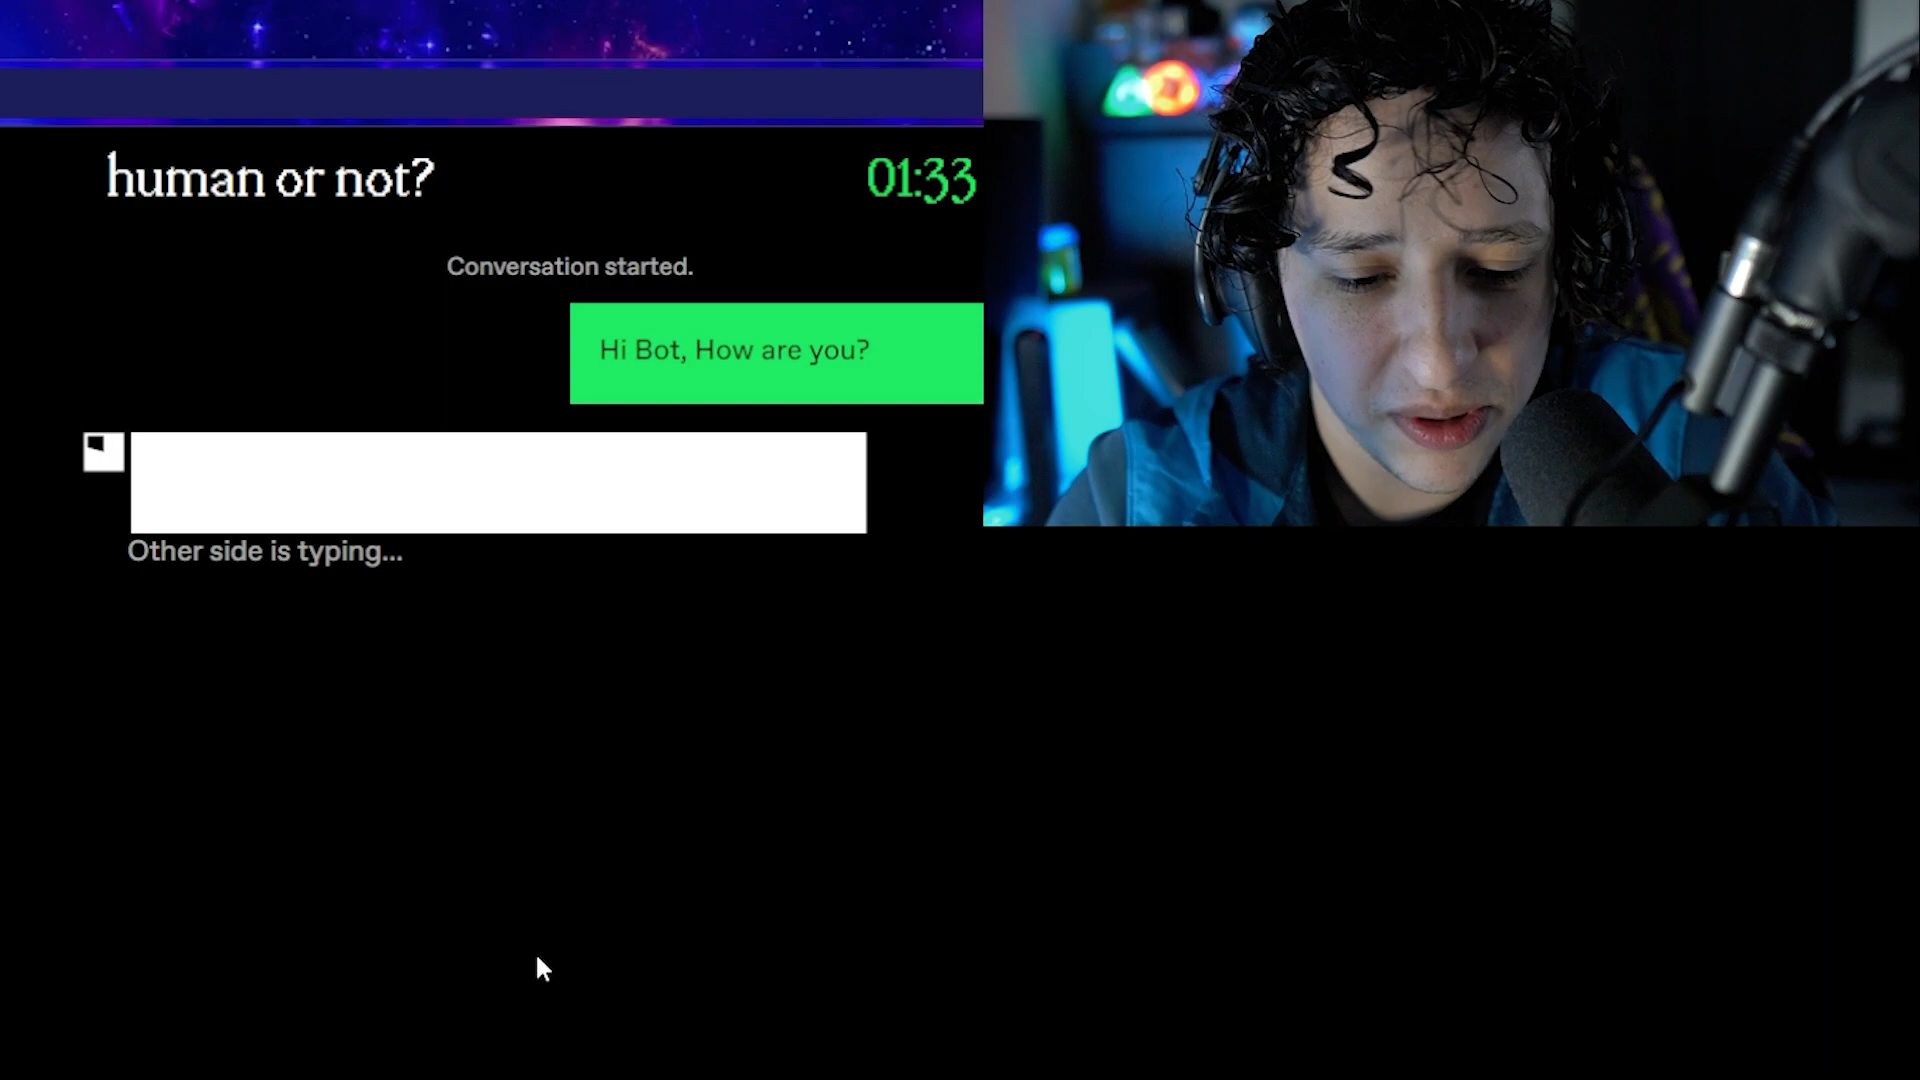 human or not?
01:33
Conversation started.
Hi Bot, How are you?
Other side is typing...